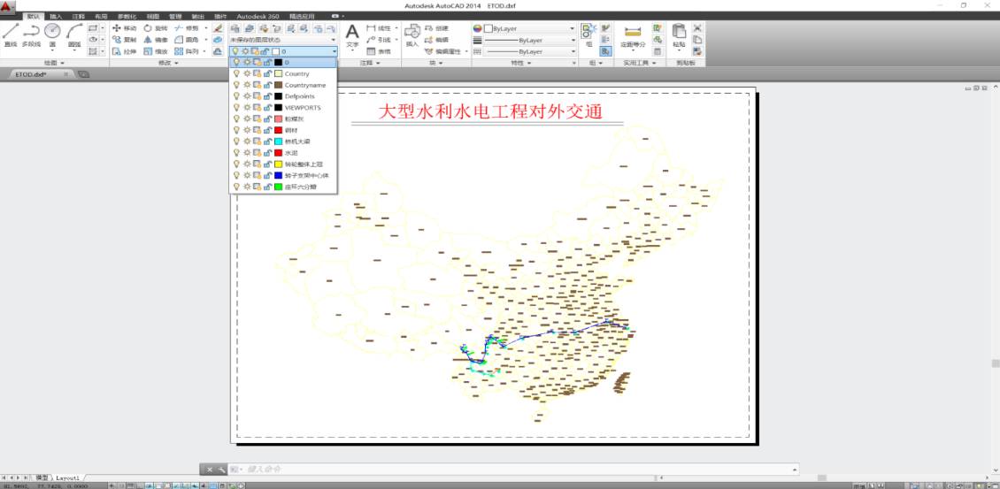 Autodesk AutoCAD 2014 ETOD.dxf
默认 插入 注释 布局 参数化 视图 管理 输出 插件 Autodesk 360 精选应用
直线 多段线 圆 圆弧
移动 旋转 修剪
复制 镜像 圆角
拉伸 缩放 阵列
未保存的图层状态
0
文字
线性
引线
表格
插入
创建
编辑
编辑属性
ByLayer
ByLayer
ByLayer
组
定距等分
粘贴
绘图 修改 注释 块 特性 组 实用工具 剪贴板
ETOD.dxf*
0
Country
Countryname
Defpoints
VIEWPORTS
粉煤灰
钢材
桥机大梁
水泥
转轮整体上冠
转子支架中心体
座环六分瓣
大型水利水电工程对外交通
键入命令
模型 Layout1